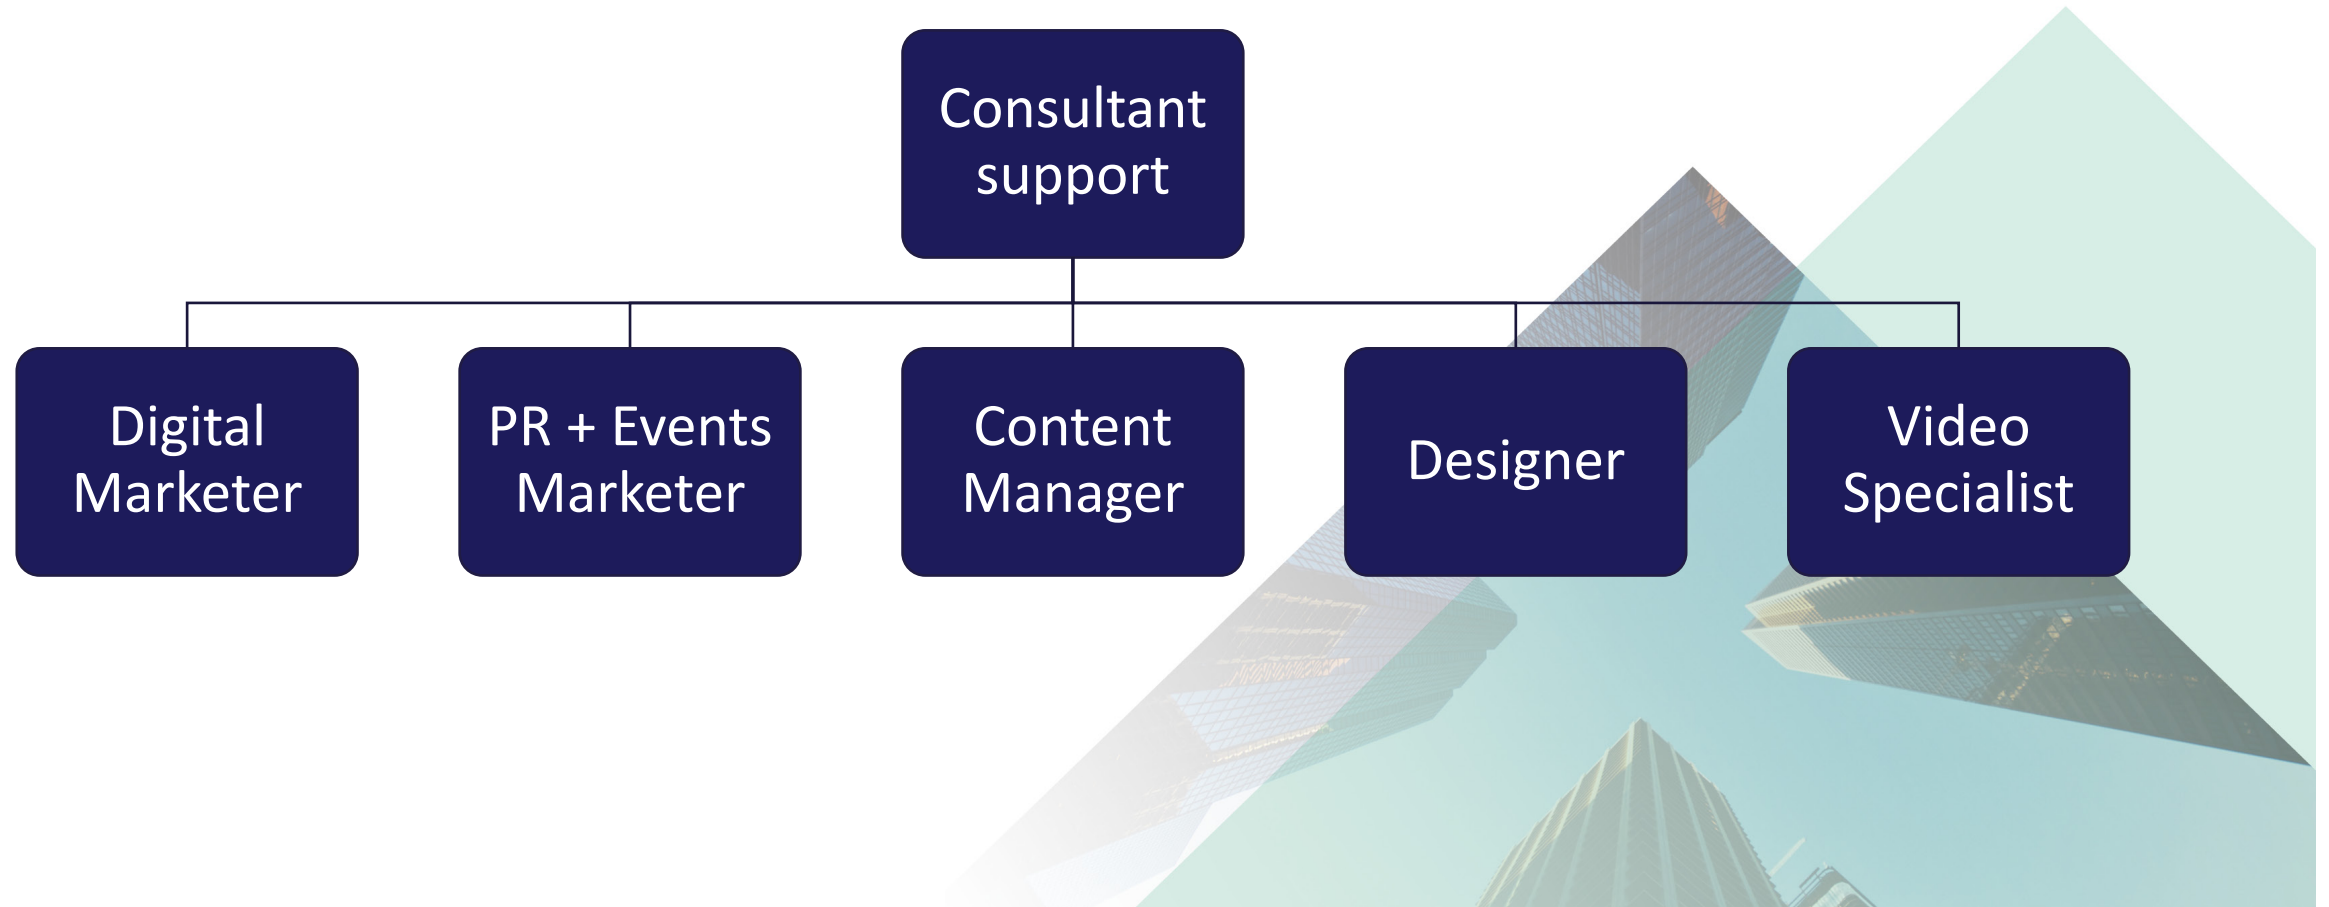 Consultant
support
Digital
Marketer
PR + Events
Marketer
Content
Manager
Designer
Video
Specialist